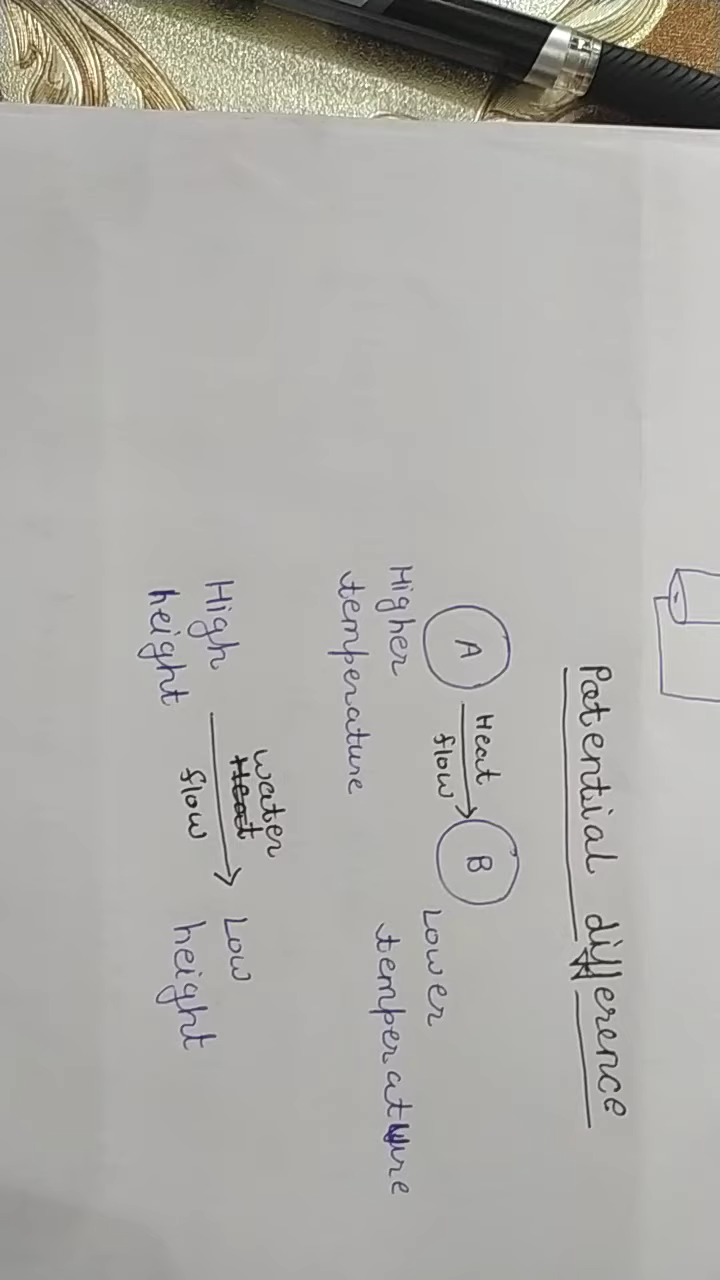 Potential difference
A
Heat
flow
B
Higher
temperature
Lower
temperature
High
height
Water
Heat
flow
Low
height